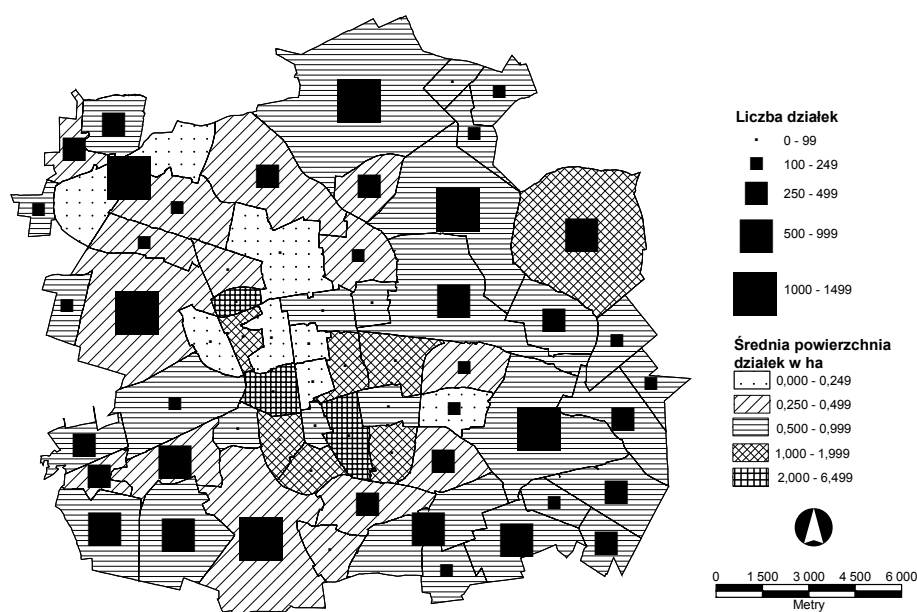 Liczba działek
0 - 99
100 - 249
250 - 499
500 - 999
1000 - 1499
Średnia powierzchnia
działek w ha
0,000 - 0,249
0,250 - 0,499
0,500 - 0,999
1,000 - 1,999
2,000 - 6,499
0 1 500 3 000 4 500 6 000
Metry